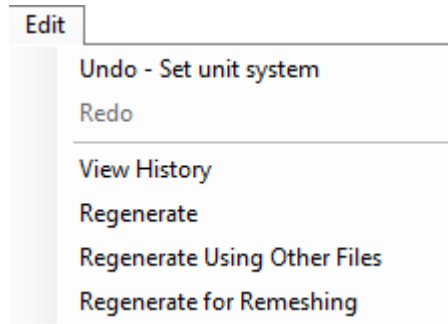 Edit
Undo - Set unit system
Redo
View History
Regenerate
Regenerate Using Other Files
Regenerate for Remeshing